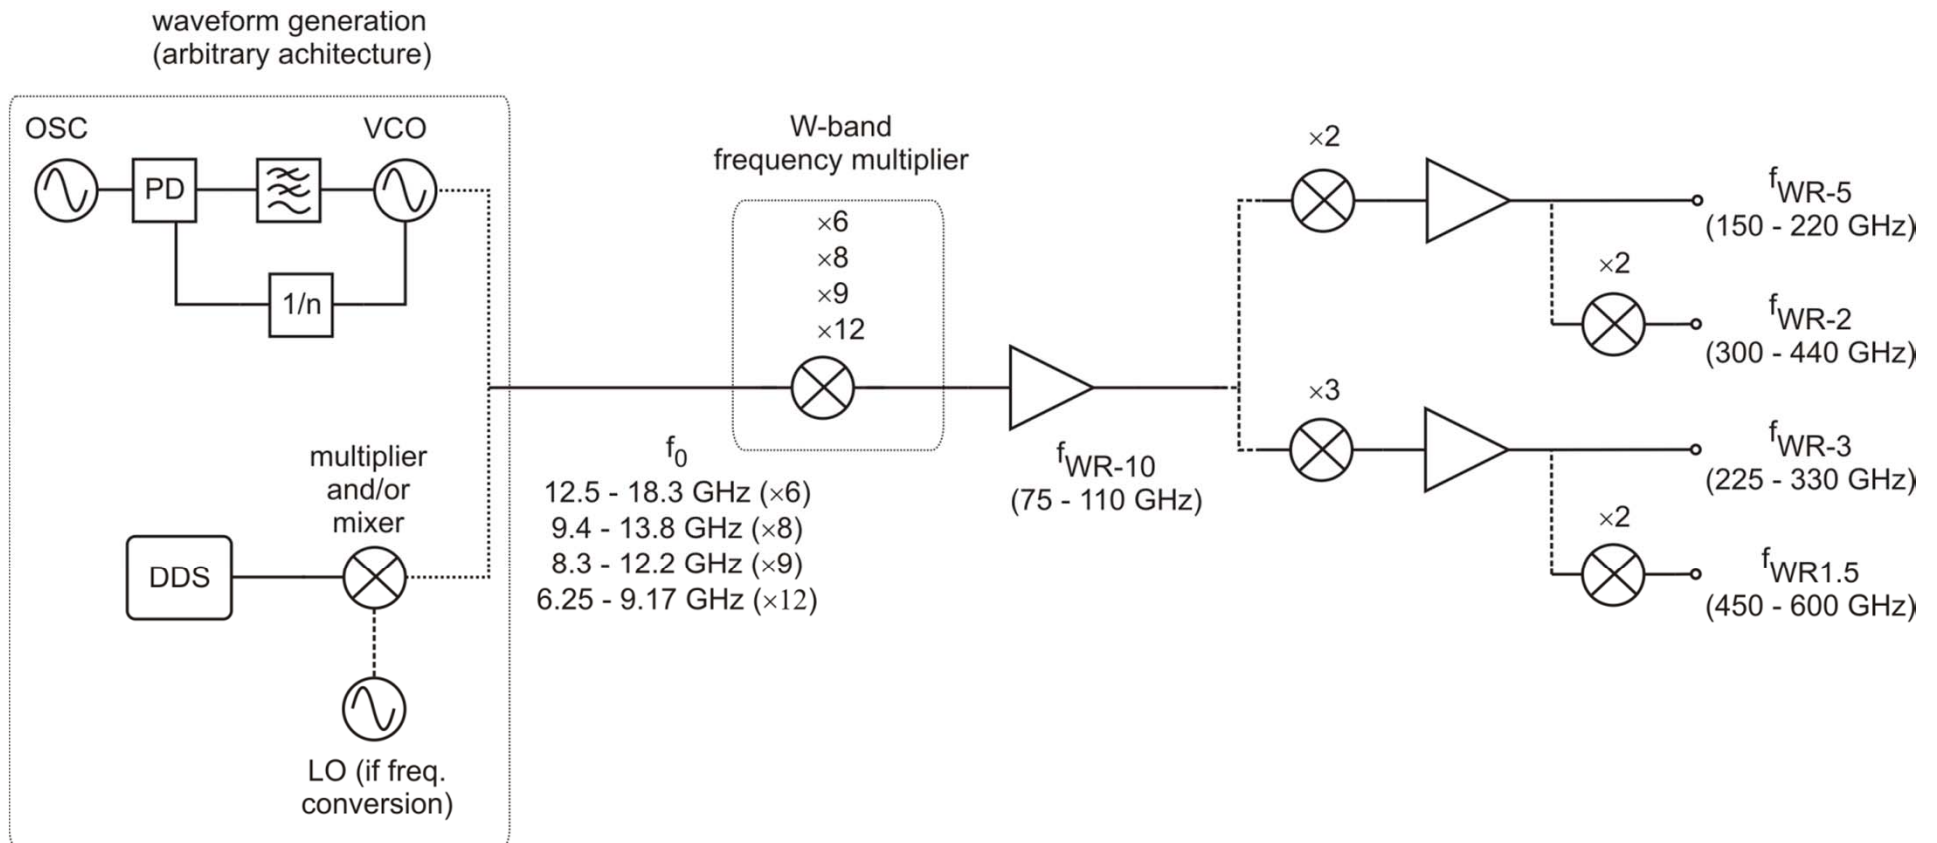 waveform generation
(arbitrary achitecture)
OSC
VCO
PD
1/n
multiplier
and/or
mixer
DDS
LO (if freq.
conversion)
f0
12.5 - 18.3 GHz (×6)
9.4 - 13.8 GHz (×8)
8.3 - 12.2 GHz (×9)
6.25 - 9.17 GHz (×12)
W-band
frequency multiplier
×6
×8
×9
×12
fWR-10
(75 - 110 GHz)
×2
fWR-5
(150 - 220 GHz)
×2
fWR-2
(300 - 440 GHz)
×3
fWR-3
(225 - 330 GHz)
×2
fWR1.5
(450 - 600 GHz)